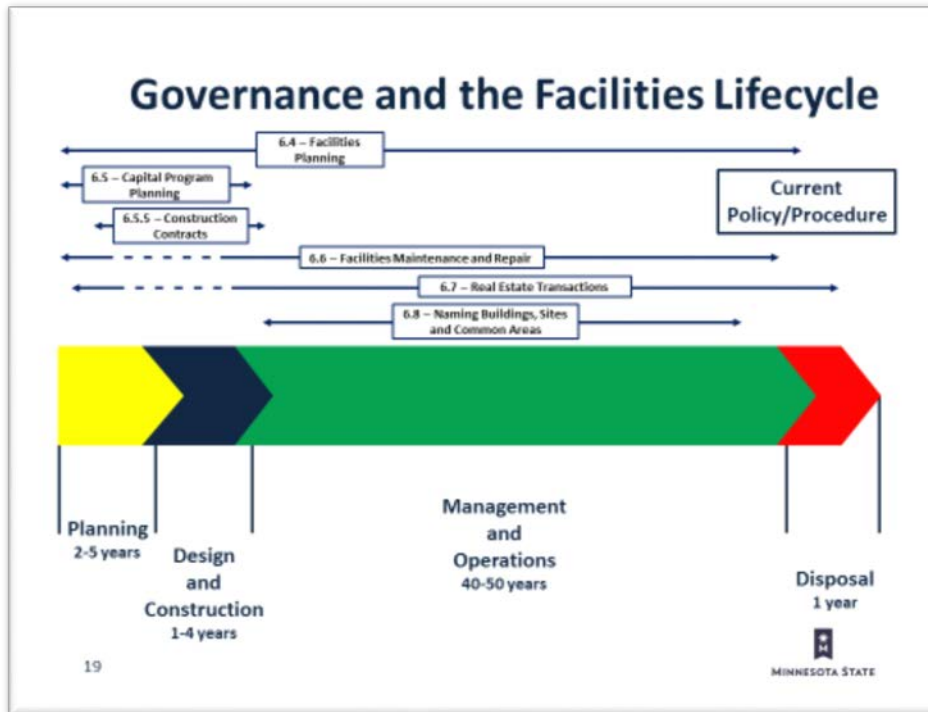 Governance and the Facilities Lifecycle
6.4 – Facilities
Planning
6.5 – Capital Program
Planning
Current
Policy/Procedure
6.5.5 – Construction
Contracts
6.6 – Facilities Maintenance and Repair
6.7 – Real Estate Transactions
6.8 – Naming Buildings, Sites
and Common Areas
Planning
2-5 years
Design
and
Construction
1-4 years
Management
and
Operations
40-50 years
Disposal
1 year
19
MINNESOTA STATE